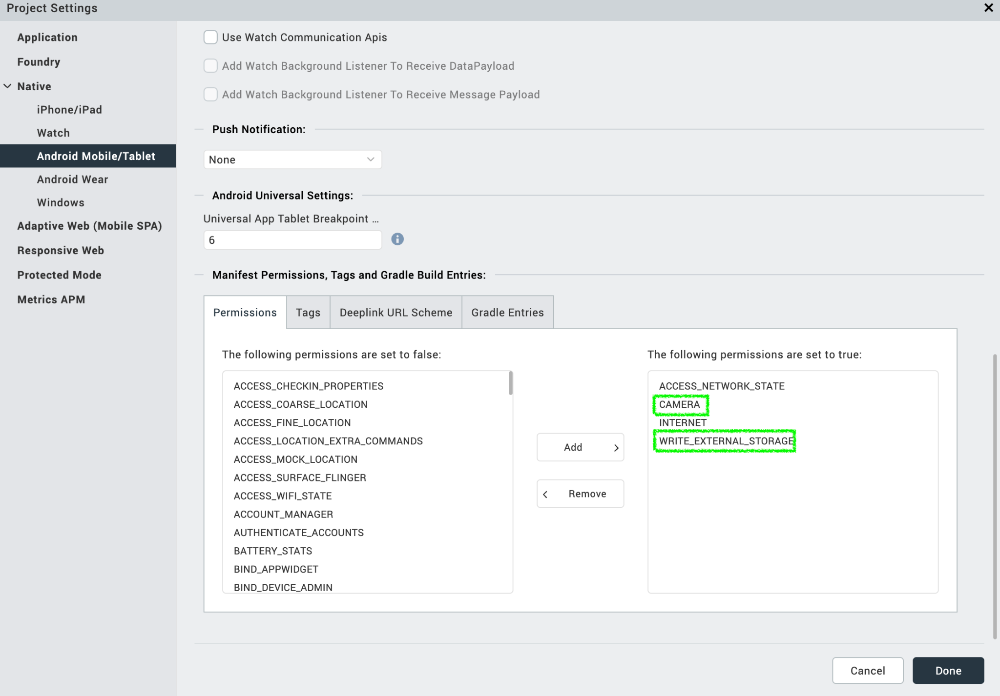 Project Settings
Application
Foundry
Native
iPhone/iPad
Watch
Android Mobile/Tablet
Android Wear
Windows
Adaptive Web (Mobile SPA)
Responsive Web
Protected Mode
Metrics APM
Use Watch Communication Apis
Add Watch Background Listener To Receive DataPayload
Add Watch Background Listener To Receive Message Payload
Push Notification:
None
Android Universal Settings:
Universal App Tablet Breakpoint ...
6
Manifest Permissions, Tags and Gradle Build Entries:
Permissions
Tags
Deeplink URL Scheme
Gradle Entries
The following permissions are set to false:
ACCESS_CHECKIN_PROPERTIES
ACCESS_COARSE_LOCATION
ACCESS_FINE_LOCATION
ACCESS_LOCATION_EXTRA_COMMANDS
ACCESS_MOCK_LOCATION
ACCESS_SURFACE_FLINGER
ACCESS_WIFI_STATE
ACCOUNT_MANAGER
AUTHENTICATE_ACCOUNTS
BATTERY_STATS
BIND_APPWIDGET
BIND_DEVICE_ADMIN
Add
Remove
The following permissions are set to true:
ACCESS_NETWORK_STATE
CAMERA
INTERNET
WRITE_EXTERNAL_STORAGE
Cancel
Done